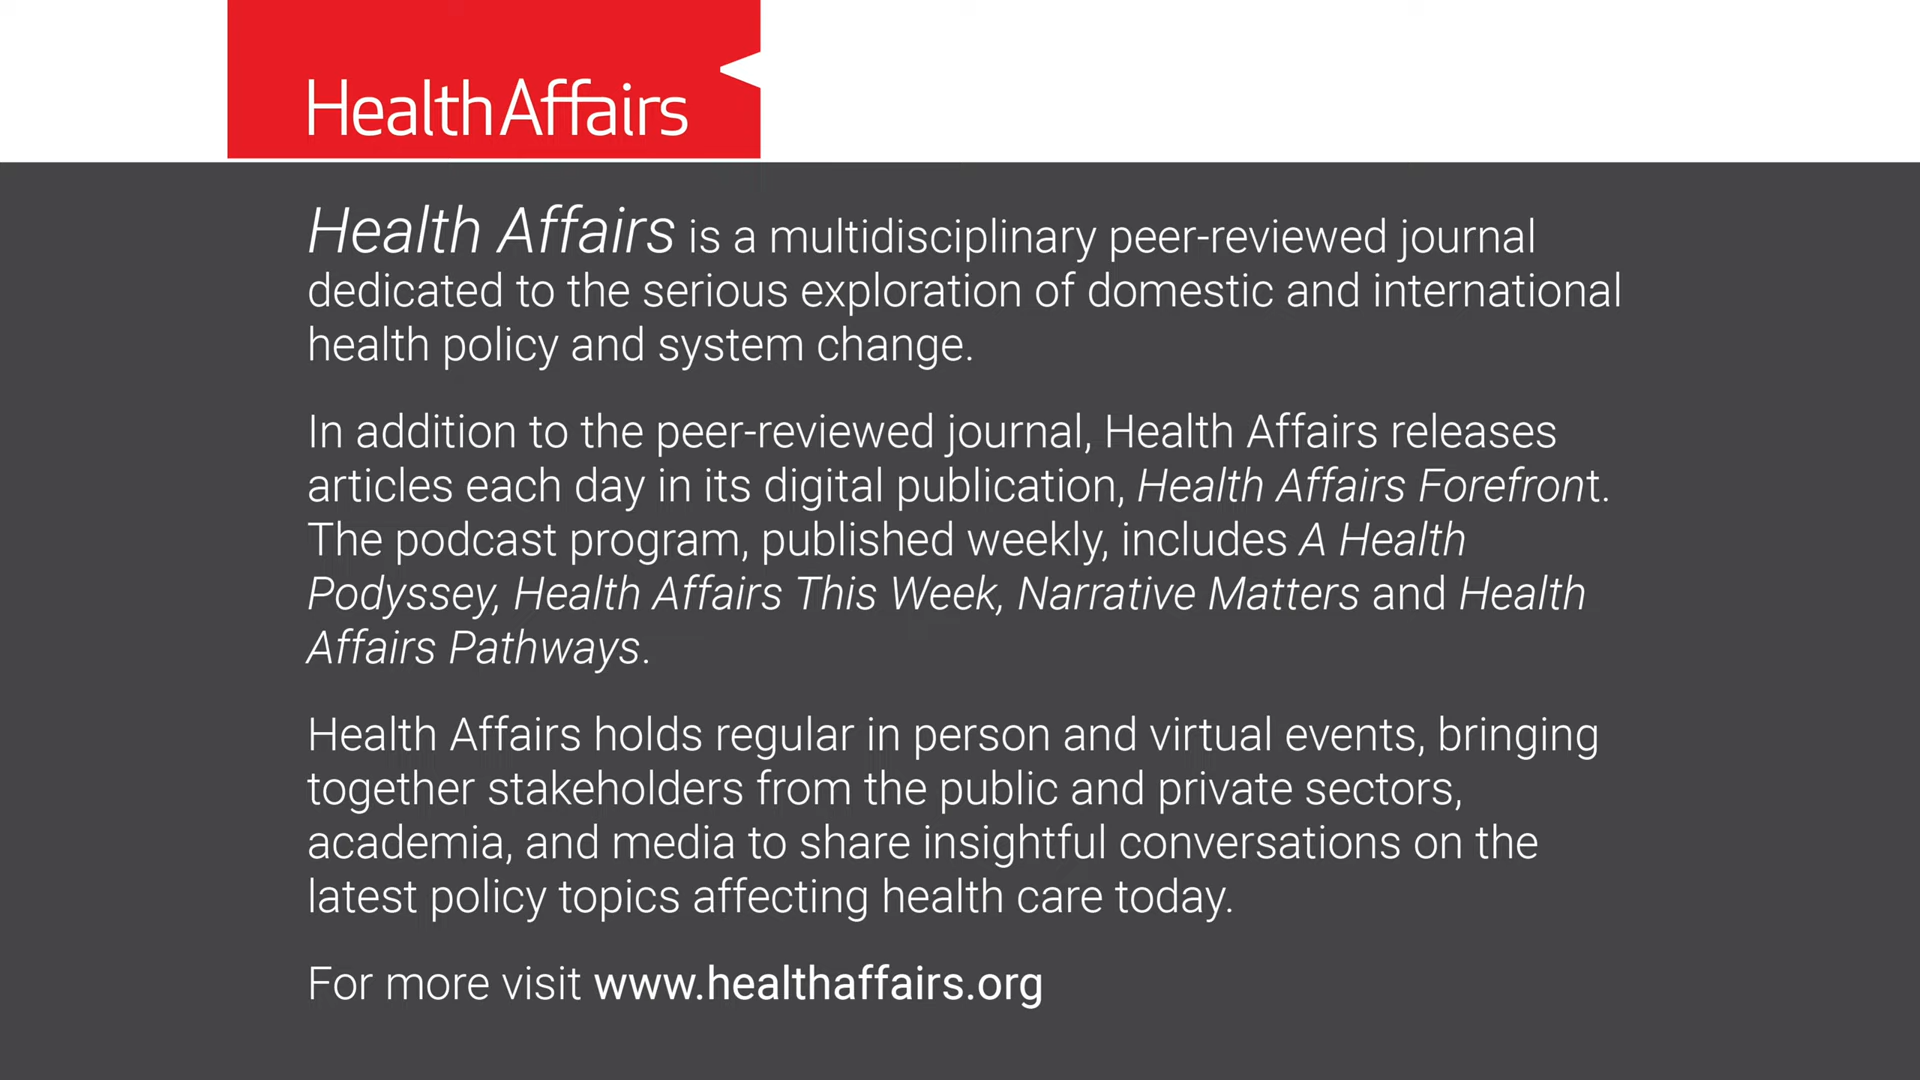 HealthAffairs
Health Affairs is a multidisciplinary peer-reviewed journal
dedicated to the serious exploration of domestic and international
health policy and system change.
In addition to the peer-reviewed journal, Health Affairs releases
articles each day in its digital publication, Health Affairs Forefront.
The podcast program, published weekly, includes A Health
Podyssey, Health Affairs This Week, Narrative Matters and Health
Affairs Pathways.
Health Affairs holds regular in person and virtual events, bringing
together stakeholders from the public and private sectors,
academia, and media to share insightful conversations on the
latest policy topics affecting health care today.
For more visit www.healthaffairs.org